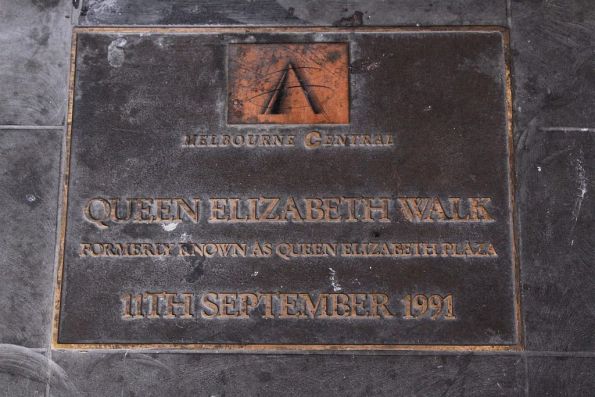 MELBOURNE CENTRAL
QUEEN ELIZABETH WALK
FORMERLY KNOWN AS QUEEN ELIZABETH PLAZA
11TH SEPTEMBER 1991